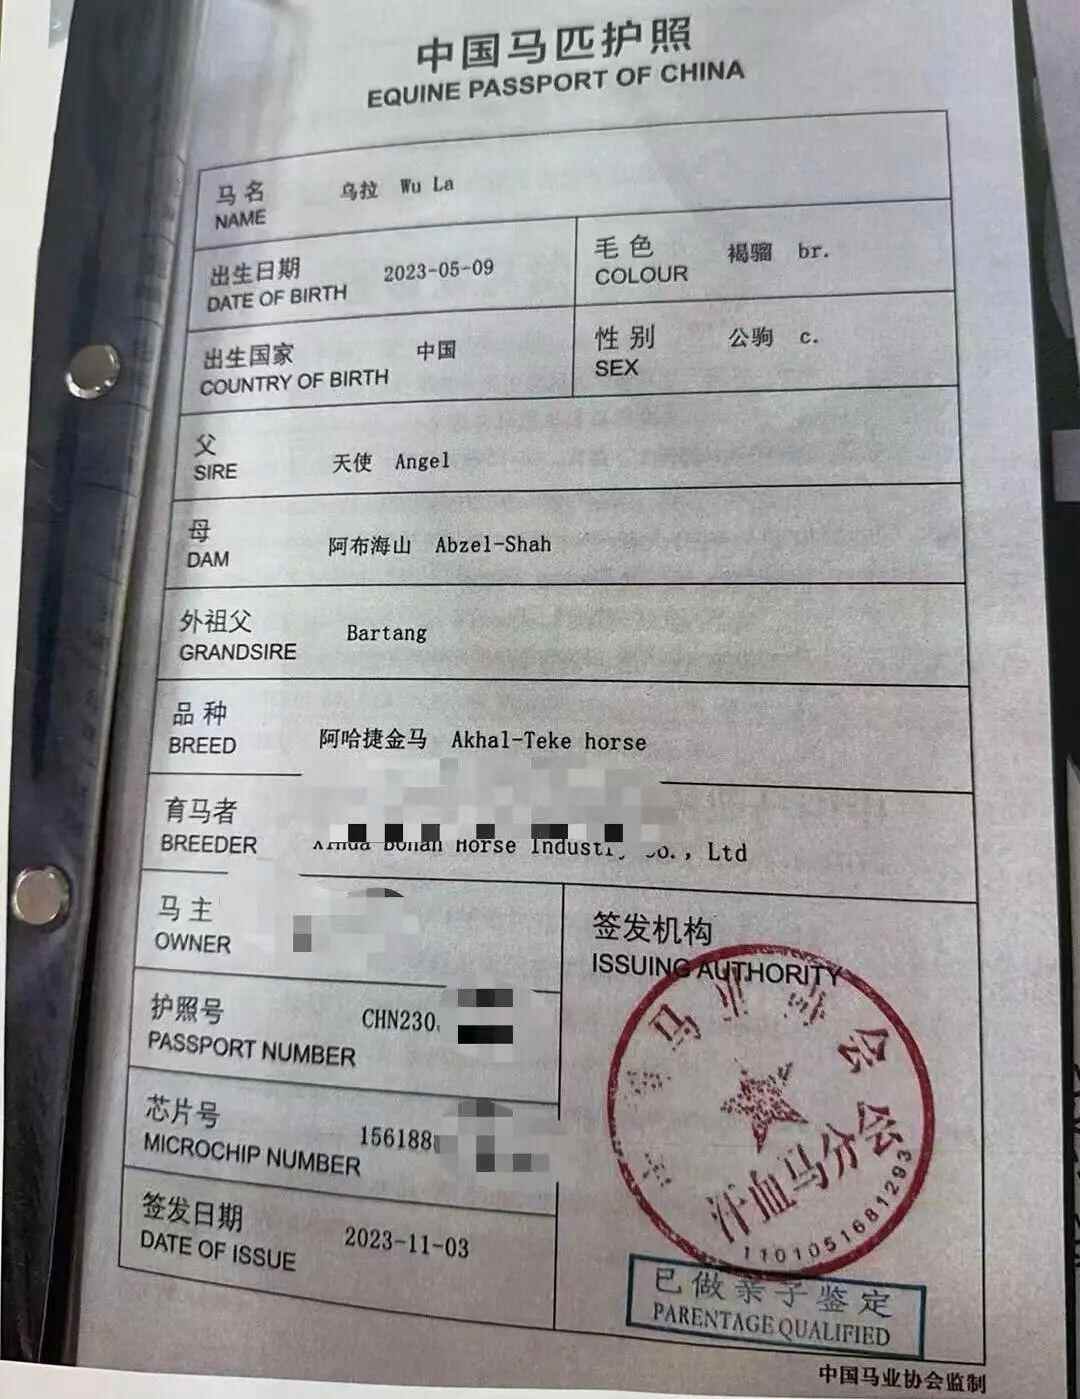 中国马匹护照
EQUINE PASSPORT OF CHINA
马名 乌拉 Wu La
NAME
出生日期 2023-05-09
DATE OF BIRTH
毛色 褐骝 br.
COLOUR
出生国家 中国
COUNTRY OF BIRTH
性别 公驹 c.
SEX
父
SIRE 天使 Angel
母
DAM 阿布海山 Abzel-Shah
外祖父 Bartang
GRANDSIRE
品种
BREED 阿哈捷金马 Akhal-Teke horse
育马者
BREEDER Horse Co., Ltd
马主
OWNER
签发机构
ISSUING AUTHORITY
护照号 CHN230
PASSPORT NUMBER
芯片号 156188
MICROCHIP NUMBER
签发日期 2023-11-03
DATE OF ISSUE
马业协会
汗血马分会
1101051681293
已做亲子鉴定
PARENTAGE QUALIFIED
中国马业协会监制